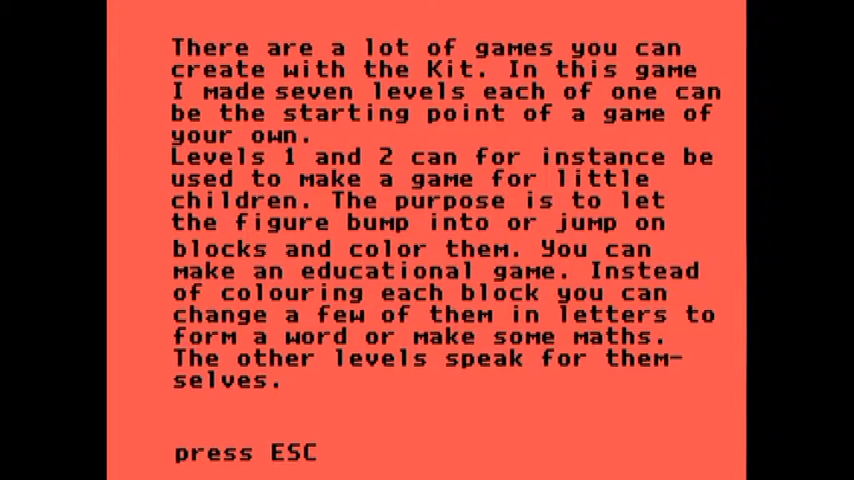 There are a lot of games you can
create with the Kit. In this game
I made seven levels each of one can
be the starting point of a game of
your own.
Levels 1 and 2 can for instance be
used to make a game for little
children. The purpose is to let
the figure bump into or jump on
blocks and color them. You can
make an educational game. Instead
of colouring each block you can
change a few of them in letters to
form a word or make some maths.
The other levels speak for them-
selves.
press ESC